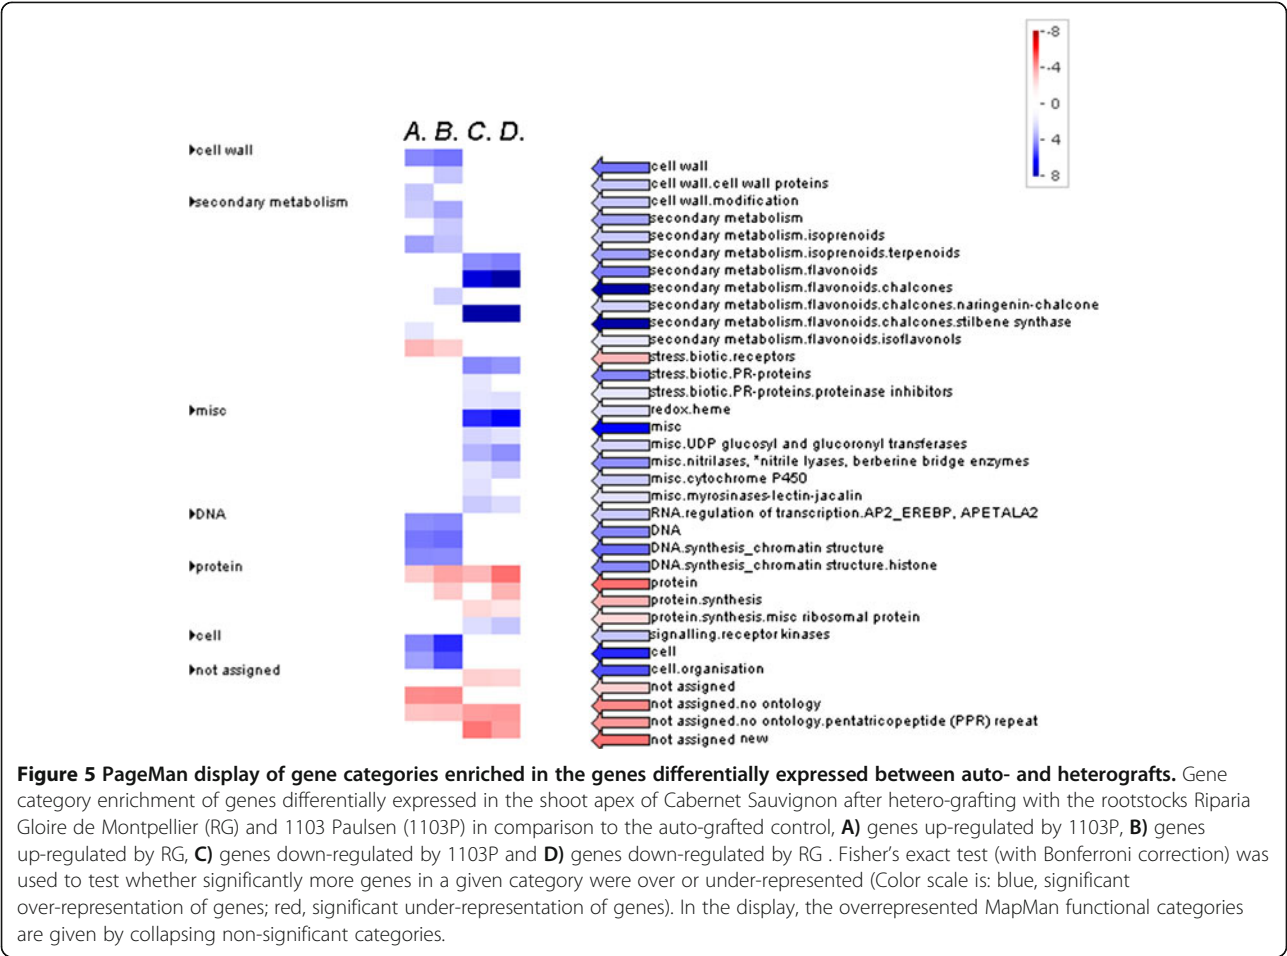 -8
-4
0
4
8
A. B. C. D.
cell wall
secondary metabolism
misc
DNA
protein
cell
not assigned
cell wall
cell wall.cell wall proteins
cell wall.modification
secondary metabolism
secondary metabolism.isoprenoids
secondary metabolism.isoprenoids.terpenoids
secondary metabolism.flavonoids
secondary metabolism.flavonoids.chalcones
secondary metabolism.flavonoids.chalcones.naringenin-chalcone
secondary metabolism.flavonoids.chalcones.stilbene synthase
secondary metabolism.flavonoids.isoflavonols
stress.biotic.receptors
stress.biotic.PR-proteins
stress.biotic.PR-proteins.proteinase inhibitors
redox.heme
misc
misc.UDP glucosyl and glucoronyl transferases
misc.nitrilases, *nitrile lyases, berberine bridge enzymes
misc.cytochrome P450
misc.myrosinases-lectin-jacalin
RNA.regulation of transcription.AP2_EREBP, APETALA2
DNA
DNA.synthesis_chromatin structure
DNA.synthesis_chromatin structure.histone
protein
protein.synthesis
protein.synthesis.misc ribosomal protein
signalling.receptor kinases
cell
cell.organisation
not assigned
not assigned.no ontology
not assigned.no ontology.pentatricopeptide (PPR) repeat
not assigned new
Figure 5 PageMan display of gene categories enriched in the genes differentially expressed between auto- and heterografts. Gene
category enrichment of genes differentially expressed in the shoot apex of Cabernet Sauvignon after hetero-grafting with the rootstocks Riparia
Gloire de Montpellier (RG) and 1103 Paulsen (1103P) in comparison to the auto-grafted control, A) genes up-regulated by 1103P, B) genes
up-regulated by RG, C) genes down-regulated by 1103P and D) genes down-regulated by RG . Fisher's exact test (with Bonferroni correction) was
used to test whether significantly more genes in a given category were over or under-represented (Color scale is: blue, significant
over-representation of genes; red, significant under-representation of genes). In the display, the overrepresented MapMan functional categories
are given by collapsing non-significant categories.